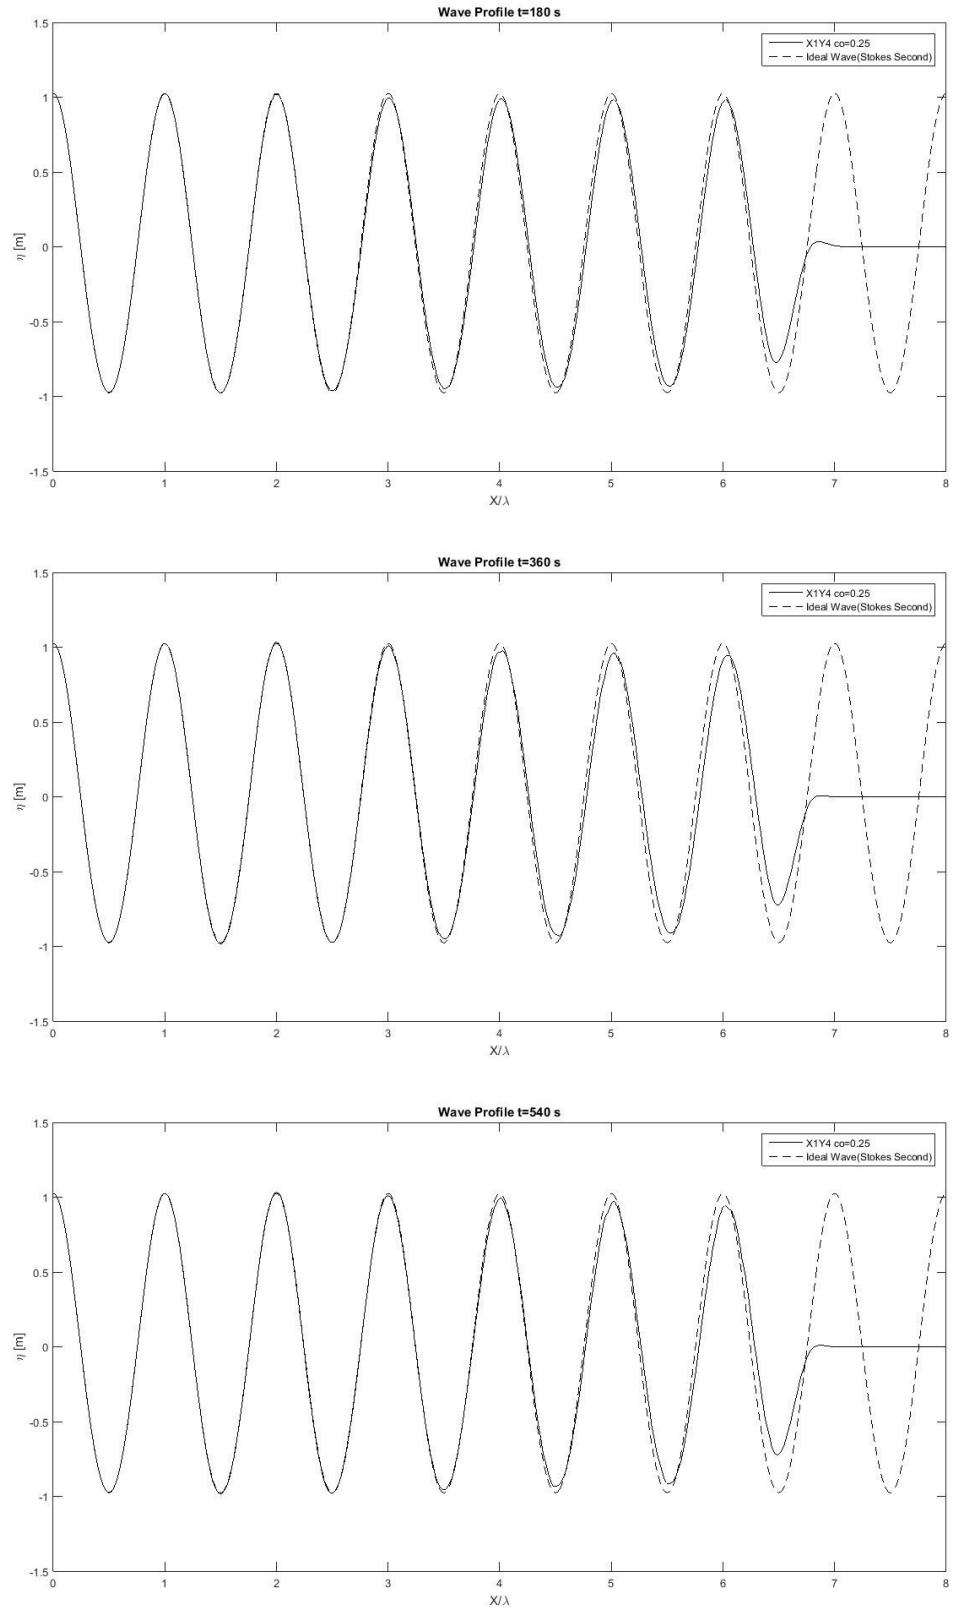 Wave Profile t=180 s
X1Y4 co=0.25
Ideal Wave(Stokes Second)
1.5
1
0.5
0
-0.5
-1
-1.5
η [m]
0 1 2 3 4 5 6 7 8
X/λ
Wave Profile t=360 s
X1Y4 co=0.25
Ideal Wave(Stokes Second)
1.5
1
0.5
0
-0.5
-1
-1.5
η [m]
0 1 2 3 4 5 6 7 8
X/λ
Wave Profile t=540 s
X1Y4 co=0.25
Ideal Wave(Stokes Second)
1.5
1
0.5
0
-0.5
-1
-1.5
η [m]
0 1 2 3 4 5 6 7 8
X/λ